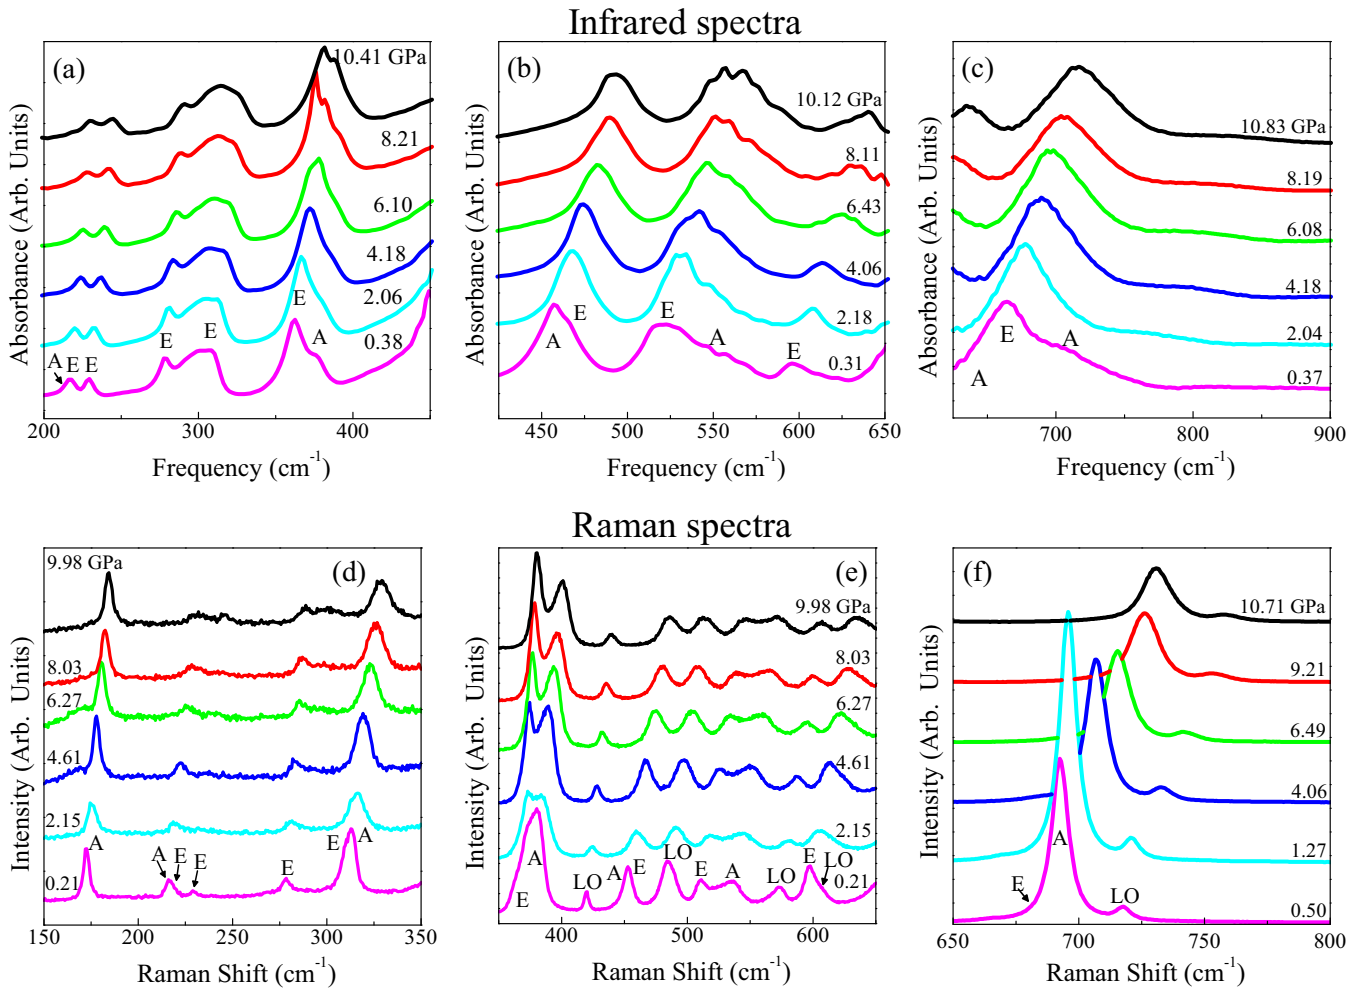 Infrared spectra
(a)
10.41 GPa
8.21
6.10
4.18
2.06
0.38
A
E
E
E
E
E
A
Absorbance (Arb. Units)
200
300
400
Frequency (cm⁻¹)
(b)
10.12 GPa
8.11
6.43
4.06
2.18
0.31
A
E
E
A
E
Absorbance (Arb. Units)
450
500
550
600
650
Frequency (cm⁻¹)
(c)
10.83 GPa
8.19
6.08
4.18
2.04
0.37
A
E
A
Absorbance (Arb. Units)
700
800
900
Frequency (cm⁻¹)
Raman spectra
(d)
9.98 GPa
8.03
6.27
4.61
2.15
0.21
A
A
E
E
E
E
A
Intensity (Arb. Units)
150
200
250
300
350
Raman Shift (cm⁻¹)
(e)
9.98 GPa
8.03
6.27
4.61
2.15
0.21
E
A
LO
A
E
LO
E
A
LO
E
LO
Intensity (Arb. Units)
400
500
600
Raman Shift (cm⁻¹)
(f)
10.71 GPa
9.21
6.49
4.06
1.27
0.50
E
A
LO
Intensity (Arb. Units)
650
700
750
800
Raman Shift (cm⁻¹)